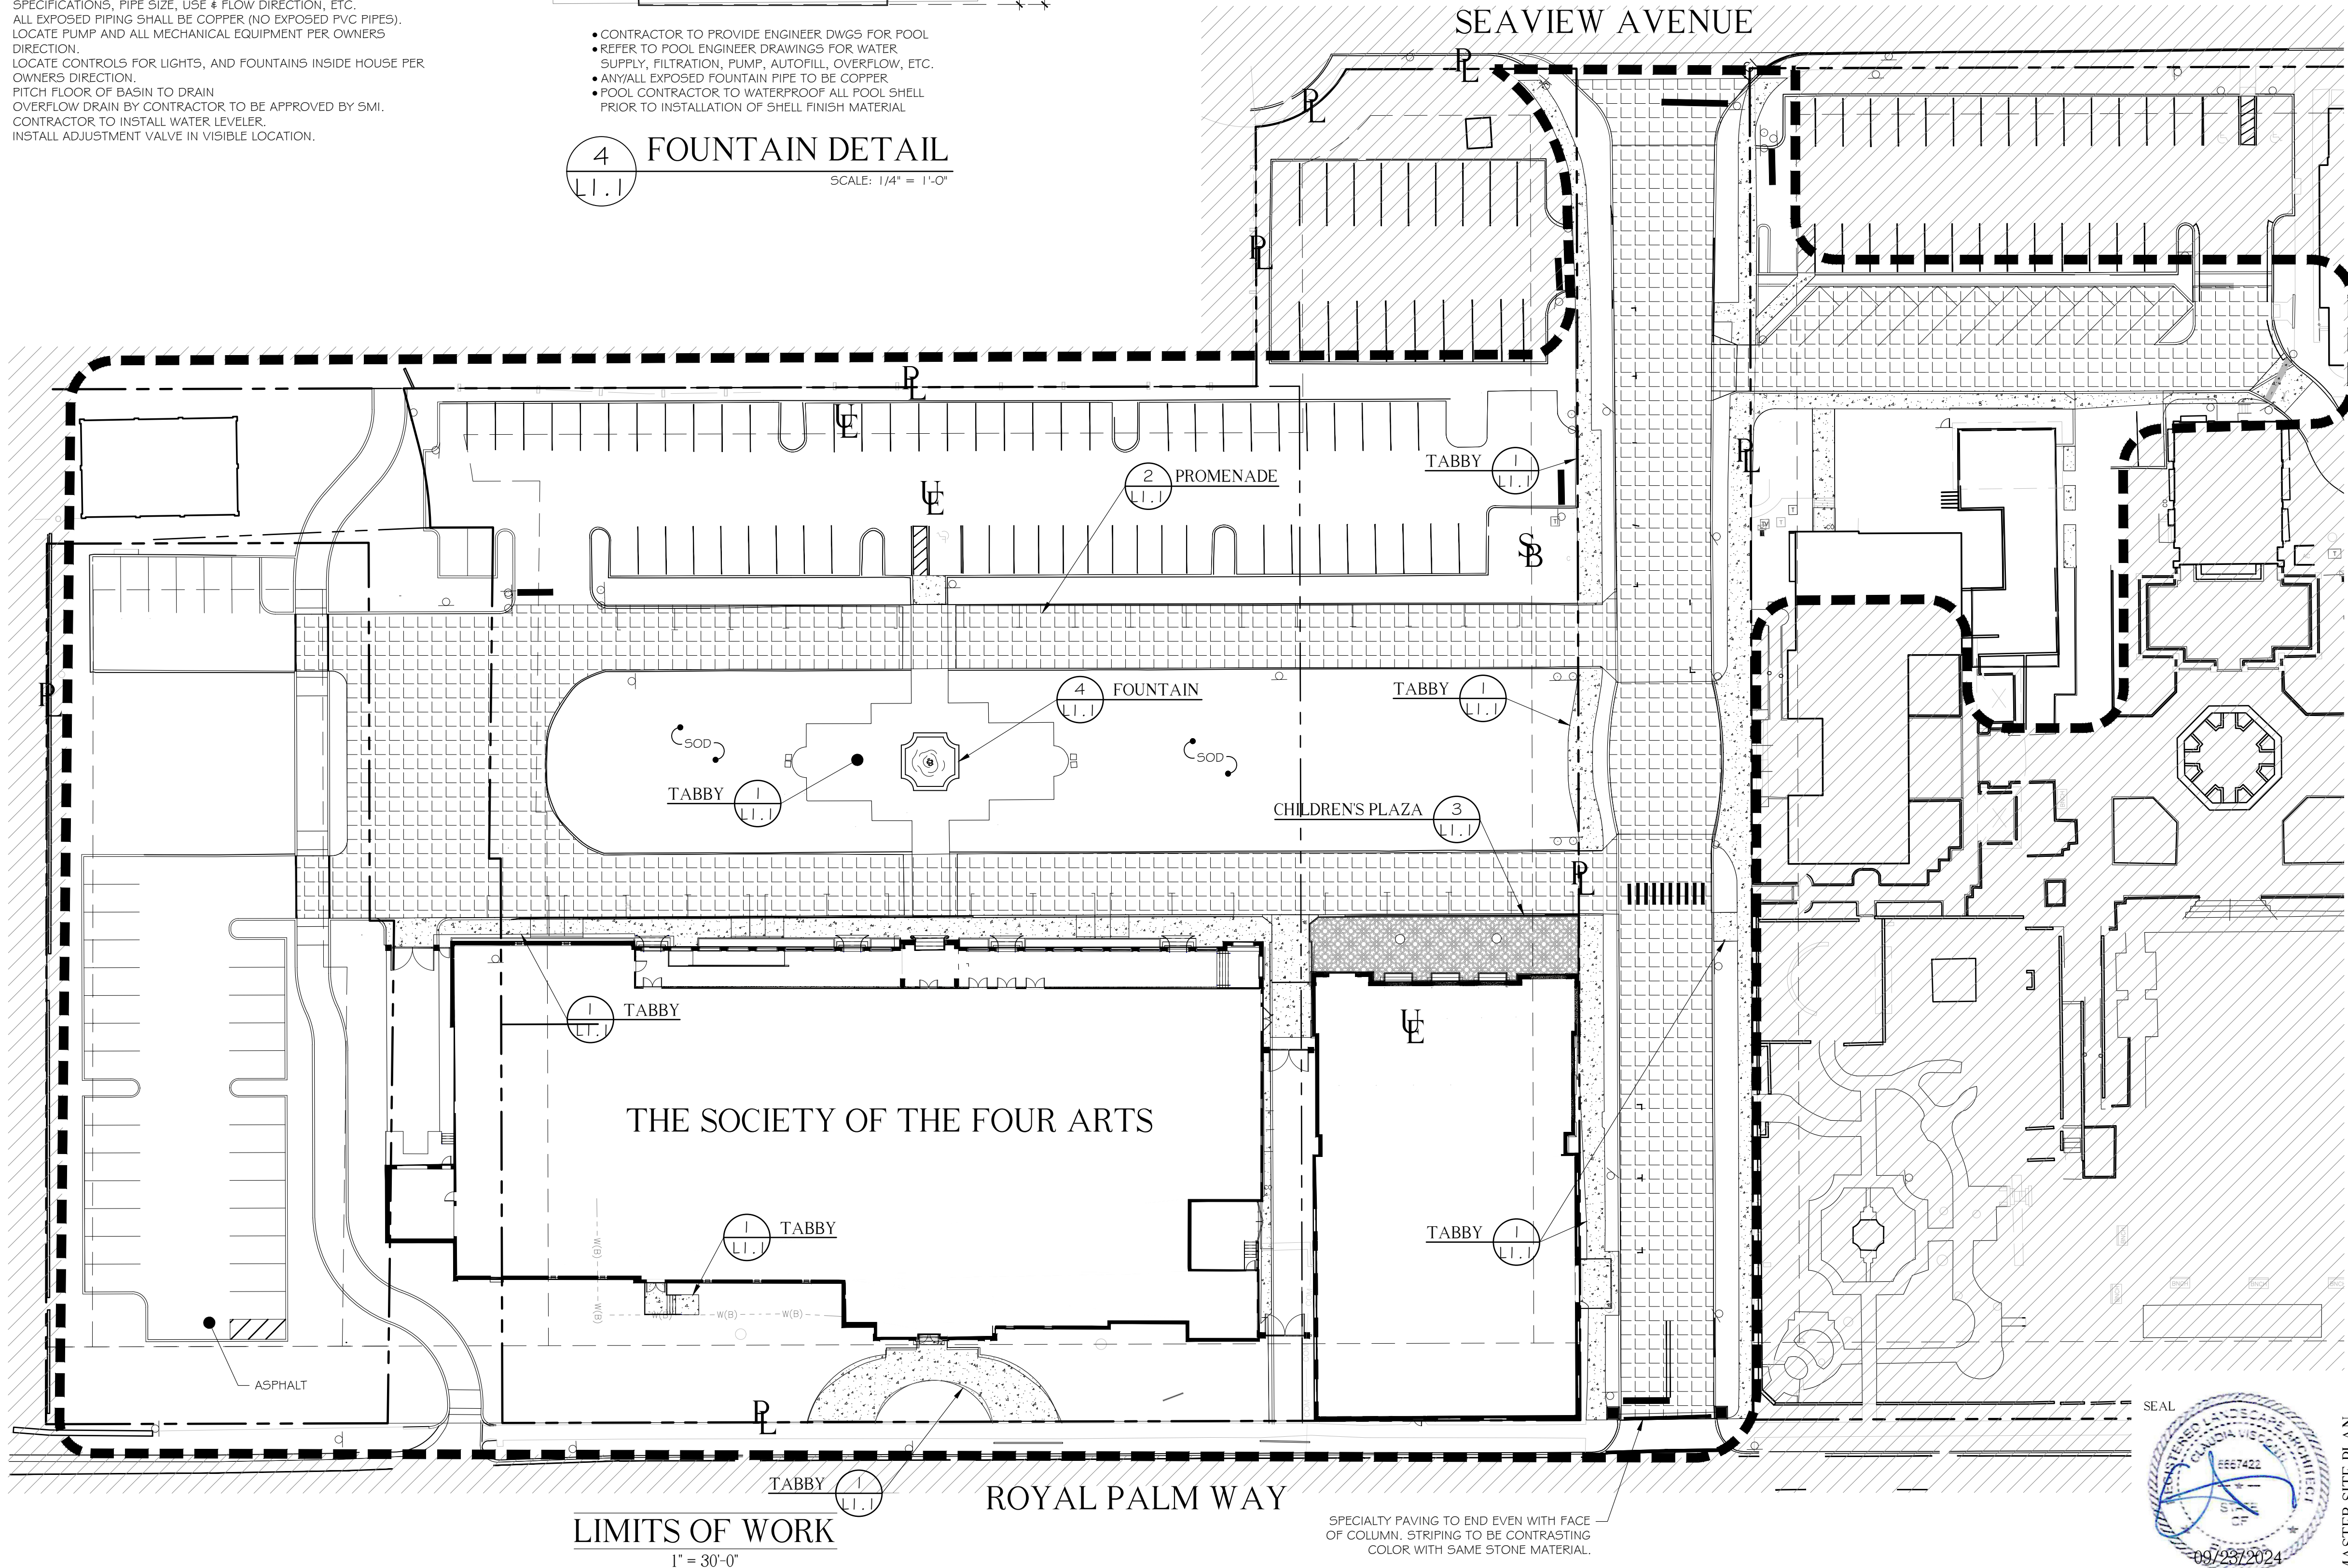 SPECIFICATIONS, PIPE SIZE, USE & FLOW DIRECTION, ETC.
ALL EXPOSED PIPING SHALL BE COPPER (NO EXPOSED PVC PIPES).
LOCATE PUMP AND ALL MECHANICAL EQUIPMENT PER OWNERS
DIRECTION.
LOCATE CONTROLS FOR LIGHTS, AND FOUNTAINS INSIDE HOUSE PER
OWNERS DIRECTION.
PITCH FLOOR OF BASIN TO DRAIN
OVERFLOW DRAIN BY CONTRACTOR TO BE APPROVED BY SMI.
CONTRACTOR TO INSTALL WATER LEVELER.
INSTALL ADJUSTMENT VALVE IN VISIBLE LOCATION.
• CONTRACTOR TO PROVIDE ENGINEER DWGS FOR POOL
• REFER TO POOL ENGINEER DRAWINGS FOR WATER
SUPPLY, FILTRATION, PUMP, AUTOFILL, OVERFLOW, ETC.
• ANY/ALL EXPOSED FOUNTAIN PIPE TO BE COPPER
• POOL CONTRACTOR TO WATERPROOF ALL POOL SHELL
PRIOR TO INSTALLATION OF SHELL FINISH MATERIAL
4
L1.1
FOUNTAIN DETAIL
SCALE: 1/4" = 1'-0"
SEAVIEW AVENUE
PL
PL
PL
PL
UE
TABBY 1
L1.1
PL
2 PROMENADE
L1.1
UE
SB
PL
4 FOUNTAIN
L1.1
TABBY 1
L1.1
SOD
SOD
TABBY 1
L1.1
CHILDREN'S PLAZA 3
L1.1
PL
1 TABBY
L1.1
UE
THE SOCIETY OF THE FOUR ARTS
1 TABBY
L1.1
TABBY 1
L1.1
W(B)
W(B)
W(B)
W(B)
W(B)
ASPHALT
PL
TABBY 1
L1.1
ROYAL PALM WAY
LIMITS OF WORK
1" = 30'-0"
SPECIALTY PAVING TO END EVEN WITH FACE
OF COLUMN. STRIPING TO BE CONTRASTING
COLOR WITH SAME STONE MATERIAL.
SEAL
REGISTERED LANDSCAPE ARCHITECT
STATE
OF
09/23/2024